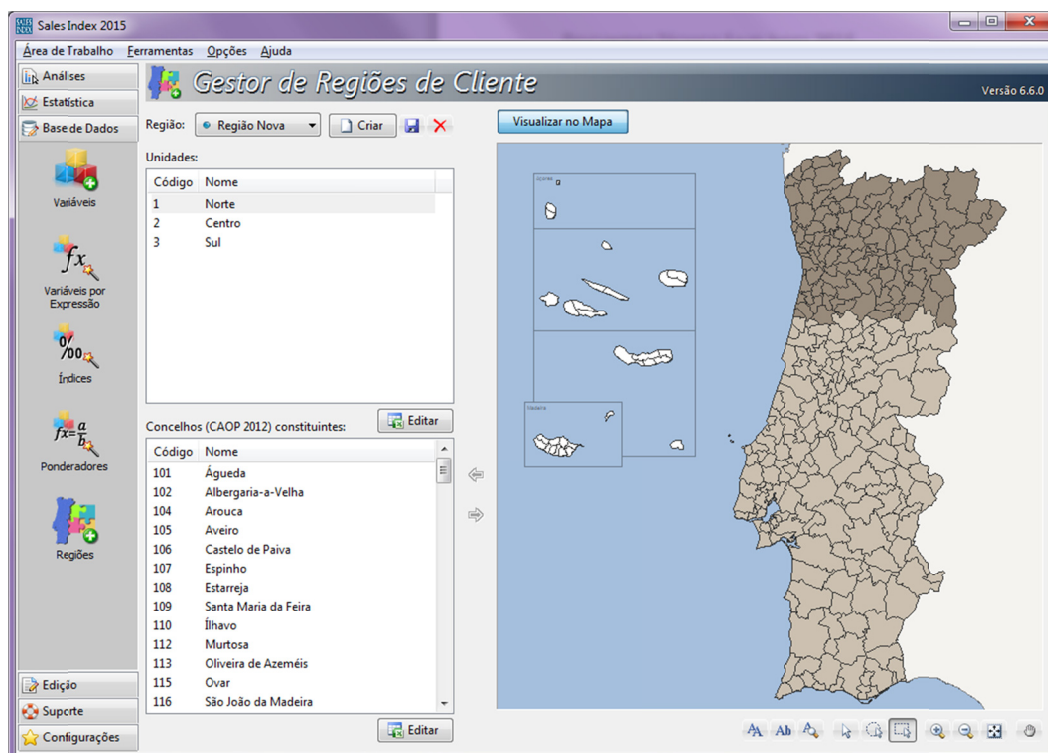 Sales Index 2015
Área de Trabalho Ferramentas Opções Ajuda
Análises
Estatística
Base de Dados
Variáveis
Variáveis por
Expressão
Índices
Ponderadores
Regiões
Edição
Suporte
Configurações
Gestor de Regiões de Cliente
Versão 6.6.0
Região: Região Nova Criar
Visualizar no Mapa
Unidades:
Código Nome
1 Norte
2 Centro
3 Sul
Editar
Concelhos (CAOP 2012) constituintes:
Código Nome
101 Águeda
102 Albergaria-a-Velha
104 Arouca
105 Aveiro
106 Castelo de Paiva
107 Espinho
108 Estarreja
109 Santa Maria da Feira
110 Ílhavo
112 Murtosa
113 Oliveira de Azeméis
115 Ovar
116 São João da Madeira
Editar
Açores
Madeira